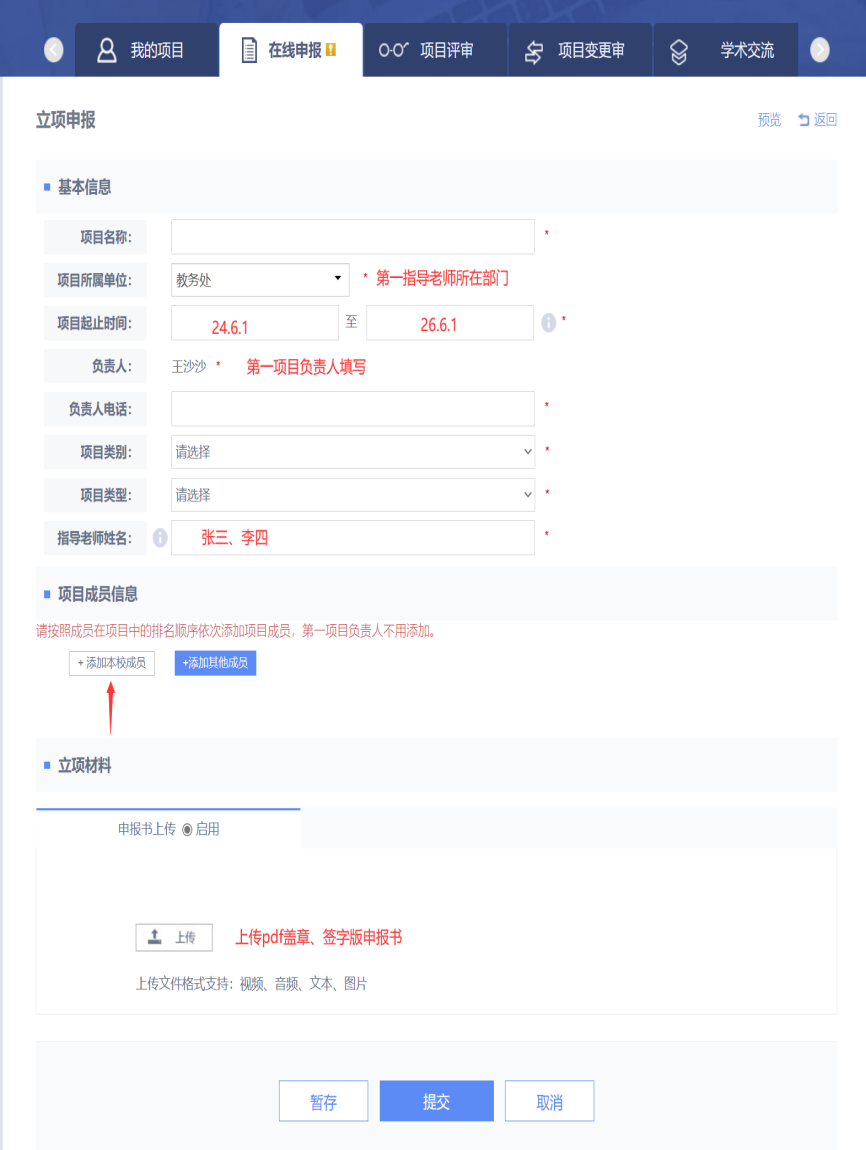 我的项目 在线申报 项目评审 项目变更审 学术交流
立项申报 预览 返回
基本信息
项目名称: *
项目所属单位: 教务处 * 第一指导老师所在部门
项目起止时间: 24.6.1 至 26.6.1 *
负责人: 王沙沙 * 第一项目负责人填写
负责人电话: *
项目类别: 请选择 *
项目类型: 请选择 *
指导老师姓名: 张三、李四 *
项目成员信息
请按照成员在项目中的排名顺序依次添加项目成员，第一项目负责人不用添加。
+添加本校成员 +添加其他成员
立项材料
申报书上传 启用
上传 上传pdf盖章、签字版申报书
上传文件格式支持：视频、音频、文本、图片
暂存 提交 取消